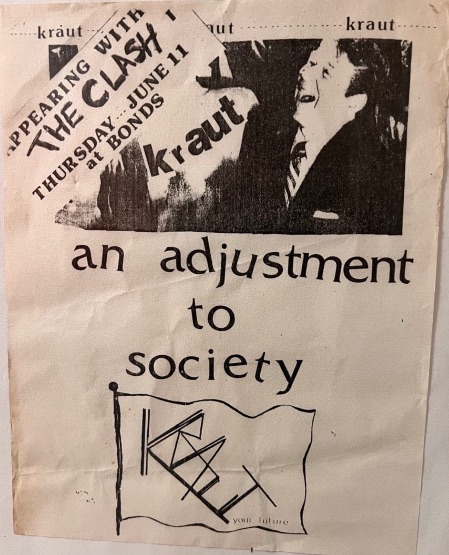 kraut
aut
kraut
APPEARING WITH
THE CLASH !
THURSDAY...JUNE 11
at BONDS
kraut
an adjustment
to
society
KRAUT
your future